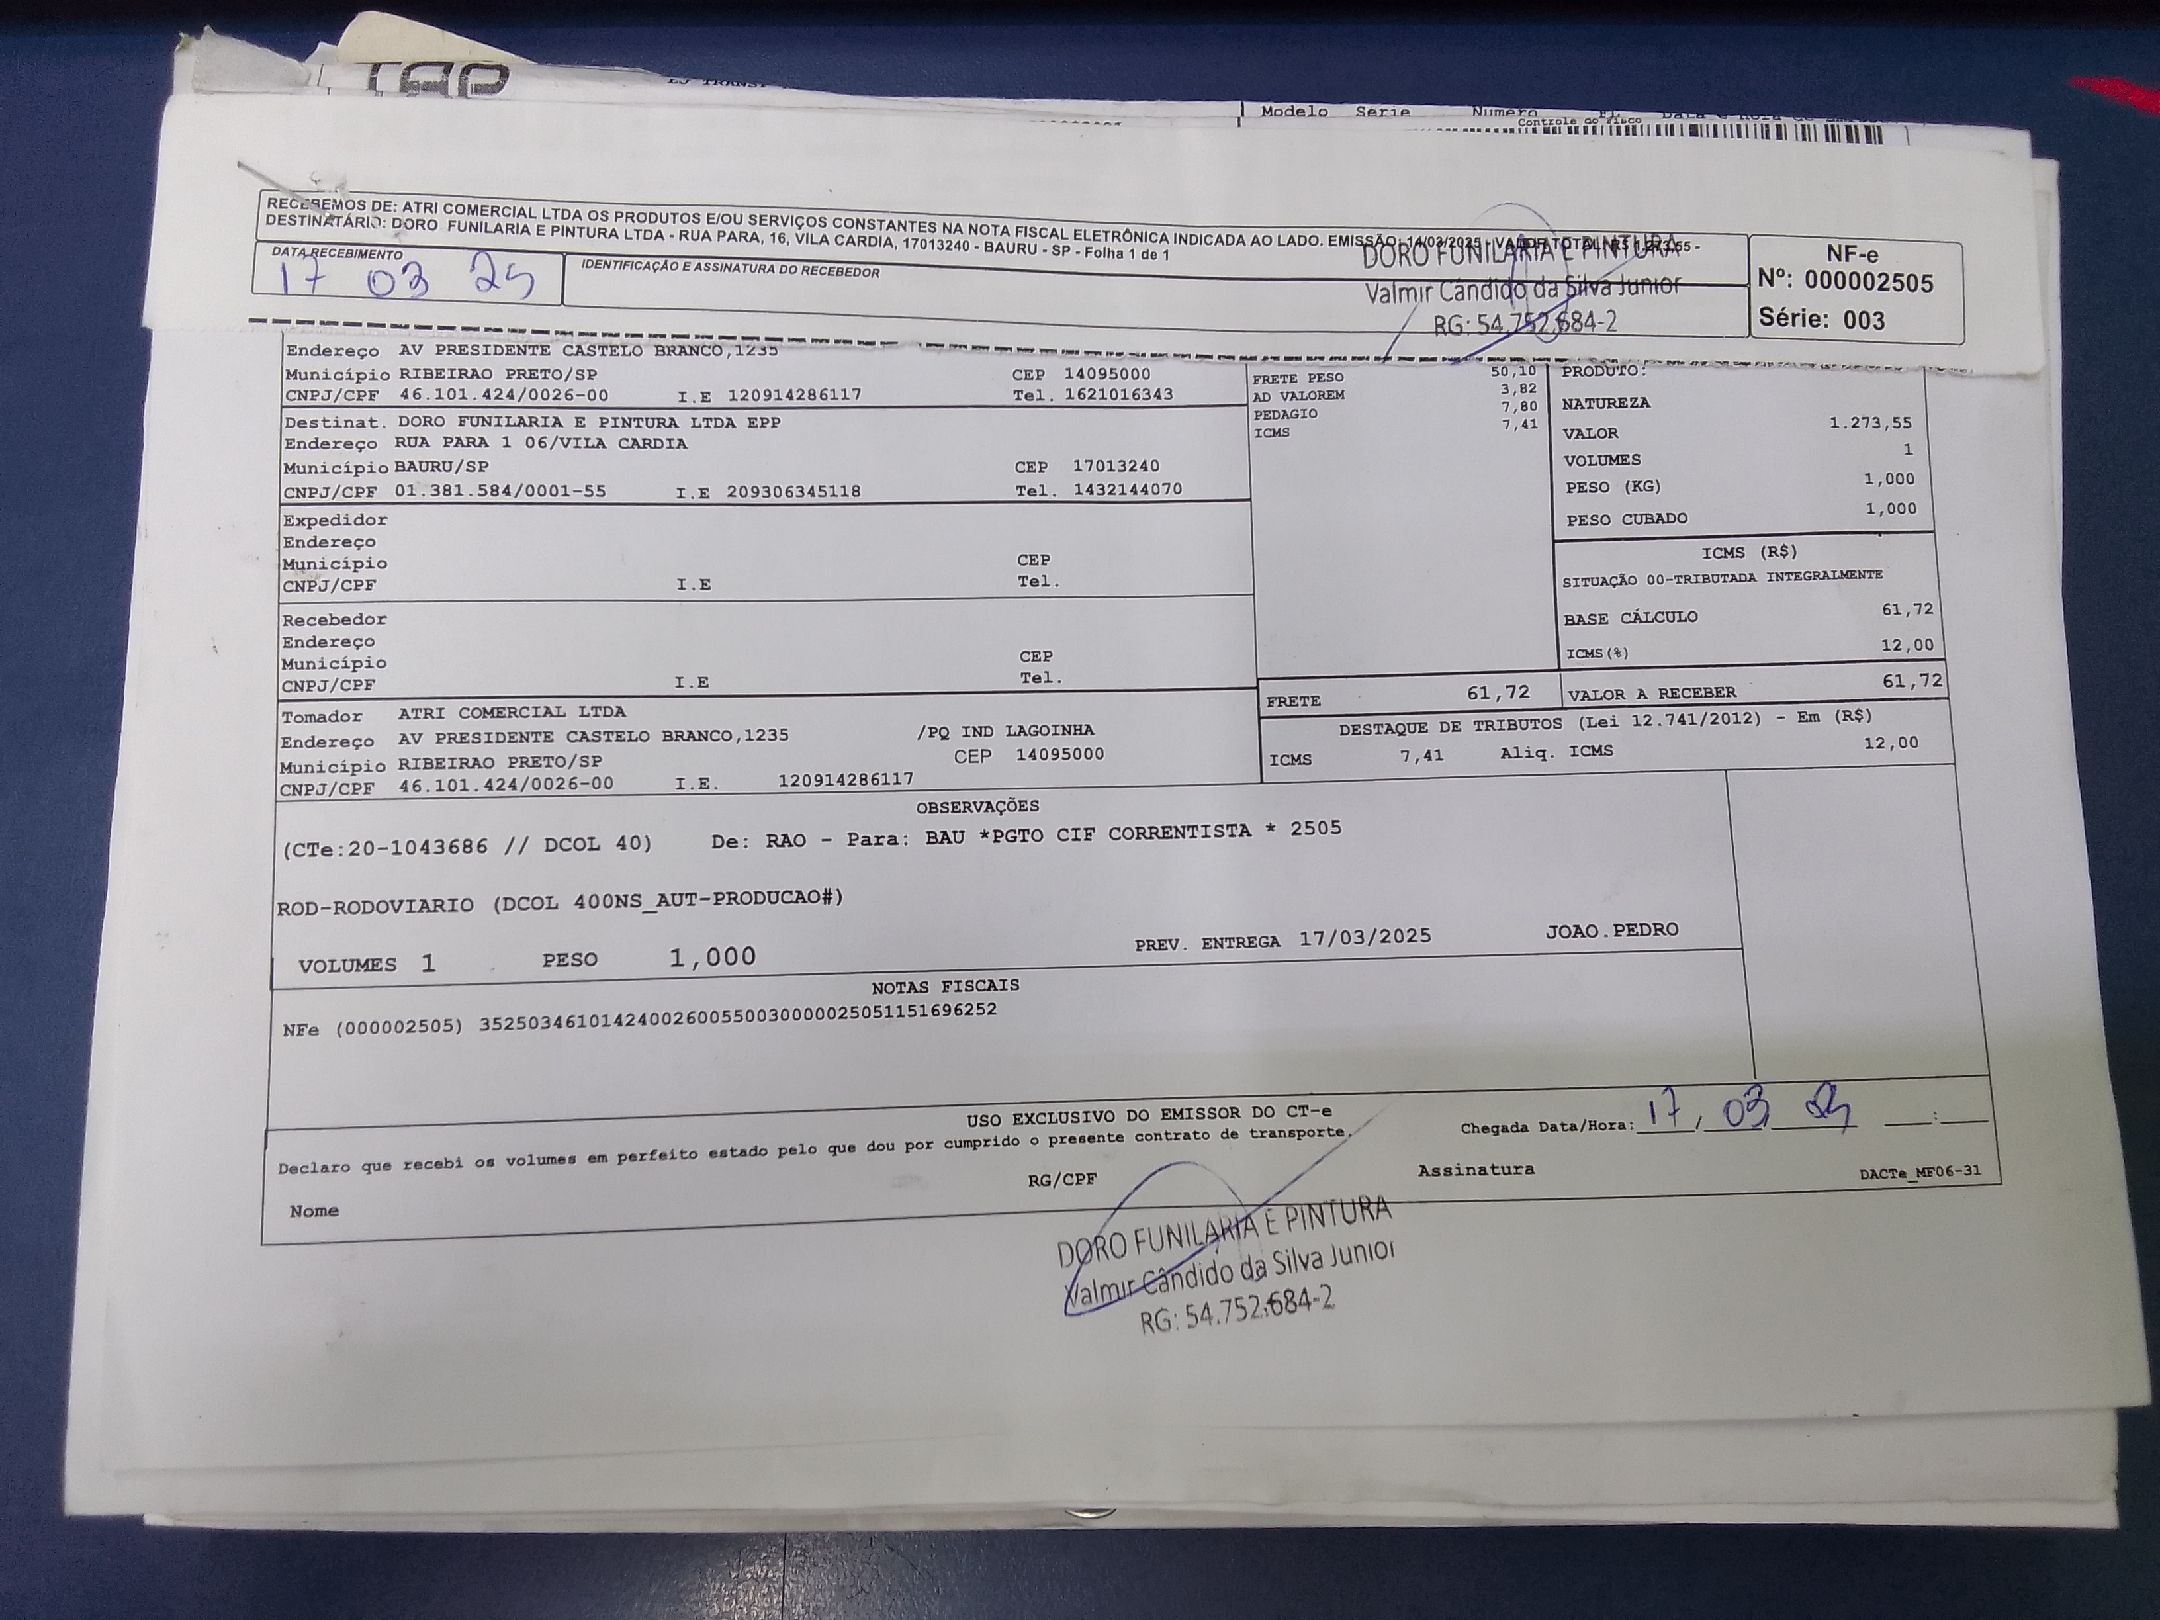 Modelo Serie Numero
Controle do Fisco
RECEBEMOS DE: ATRI COMERCIAL LTDA OS PRODUTOS E/OU SERVIÇOS CONSTANTES NA NOTA FISCAL ELETRÔNICA INDICADA AO LADO. EMISSÃO: 14/03/2025 - VALOR TOTAL: R$ 1.273,55 -
DESTINATÁRIO: DORO FUNILARIA E PINTURA LTDA - RUA PARA, 16, VILA CARDIA, 17013240 - BAURU - SP - Folha 1 de 1
DATA RECEBIMENTO
17 03 25
IDENTIFICAÇÃO E ASSINATURA DO RECEBEDOR
DORO FUNILARIA E PINTURA
Valmir Cândido da Silva Junior
RG: 54.752.684-2
NF-e
Nº: 000002505
Série: 003
Endereço AV PRESIDENTE CASTELO BRANCO,1235
Município RIBEIRAO PRETO/SP CEP 14095000
CNPJ/CPF 46.101.424/0026-00 I.E 120914286117 Tel. 1621016343
Destinat. DORO FUNILARIA E PINTURA LTDA EPP
Endereço RUA PARA 1 06/VILA CARDIA
Município BAURU/SP CEP 17013240
CNPJ/CPF 01.381.584/0001-55 I.E 209306345118 Tel. 1432144070
Expedidor
Endereço
Município CEP
CNPJ/CPF I.E Tel.
Recebedor
Endereço
Município CEP
CNPJ/CPF I.E Tel.
Tomador ATRI COMERCIAL LTDA
Endereço AV PRESIDENTE CASTELO BRANCO,1235 /PQ IND LAGOINHA
Município RIBEIRAO PRETO/SP CEP 14095000
CNPJ/CPF 46.101.424/0026-00 I.E. 120914286117
FRETE PESO 50,10
AD VALOREM 3,82
PEDAGIO 7,80
ICMS 7,41
PRODUTO:
NATUREZA
VALOR 1.273,55
VOLUMES 1
PESO (KG) 1,000
PESO CUBADO 1,000
ICMS (R$)
SITUAÇÃO 00-TRIBUTADA INTEGRALMENTE
BASE CÁLCULO 61,72
ICMS(%) 12,00
FRETE 61,72 VALOR A RECEBER 61,72
DESTAQUE DE TRIBUTOS (Lei 12.741/2012) - Em (R$)
ICMS 7,41 Aliq. ICMS 12,00
OBSERVAÇÕES
(CTe:20-1043686 // DCOL 40) De: RAO - Para: BAU *PGTO CIF CORRENTISTA * 2505
ROD-RODOVIARIO (DCOL 400NS_AUT-PRODUCAO#)
VOLUMES 1 PESO 1,000 PREV. ENTREGA 17/03/2025 JOAO.PEDRO
NOTAS FISCAIS
NFe (000002505) 35250346101424002600550030000025051151696252
USO EXCLUSIVO DO EMISSOR DO CT-e
Declaro que recebi os volumes em perfeito estado pelo que dou por cumprido o presente contrato de transporte.
Chegada Data/Hora: 17, 03 25 :
Nome RG/CPF Assinatura DACTe_MF06-31
DORO FUNILARIA E PINTURA
Valmir Cândido da Silva Junior
RG: 54.752.684-2